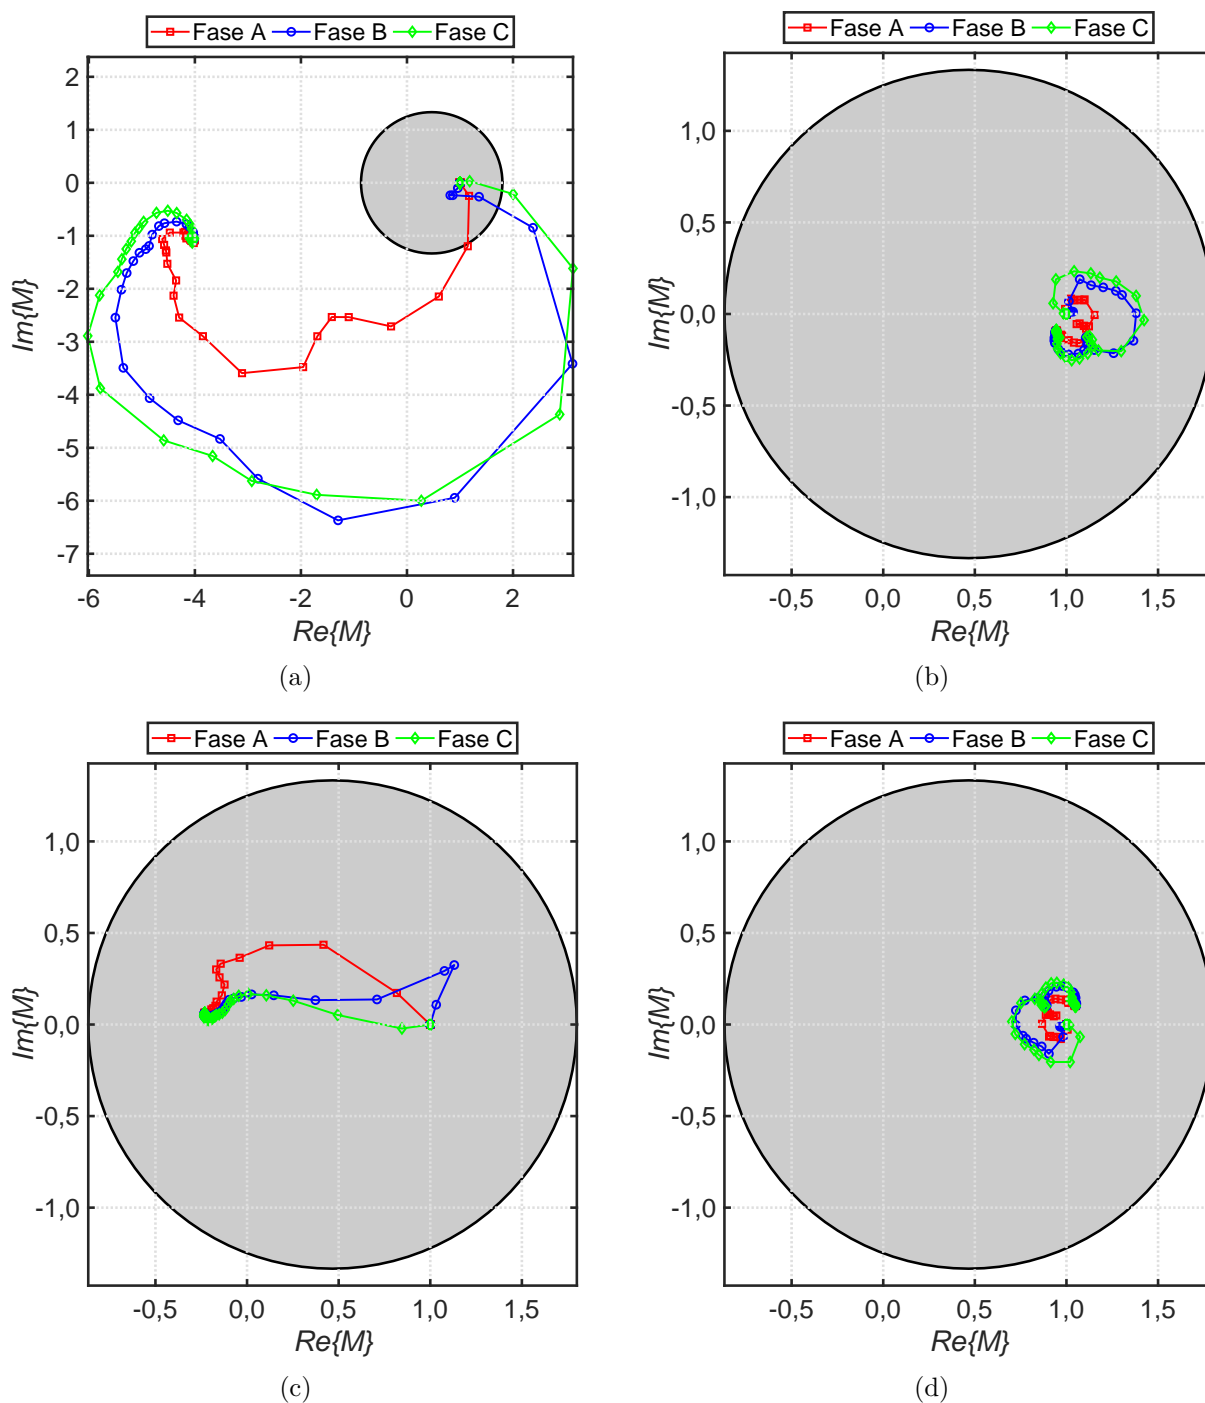 Fase A Fase B Fase C
2
1
0
-1
-2
-3
-4
-5
-6
-7
Im{M}
-6 -4 -2 0 2
Re{M}
(a)
Fase A Fase B Fase C
1,0
0,5
0,0
-0,5
-1,0
Im{M}
-0,5 0,0 0,5 1,0 1,5
Re{M}
(b)
Fase A Fase B Fase C
1,0
0,5
0,0
-0,5
-1,0
Im{M}
-0,5 0,0 0,5 1,0 1,5
Re{M}
(c)
Fase A Fase B Fase C
1,0
0,5
0,0
-0,5
-1,0
Im{M}
-0,5 0,0 0,5 1,0 1,5
Re{M}
(d)